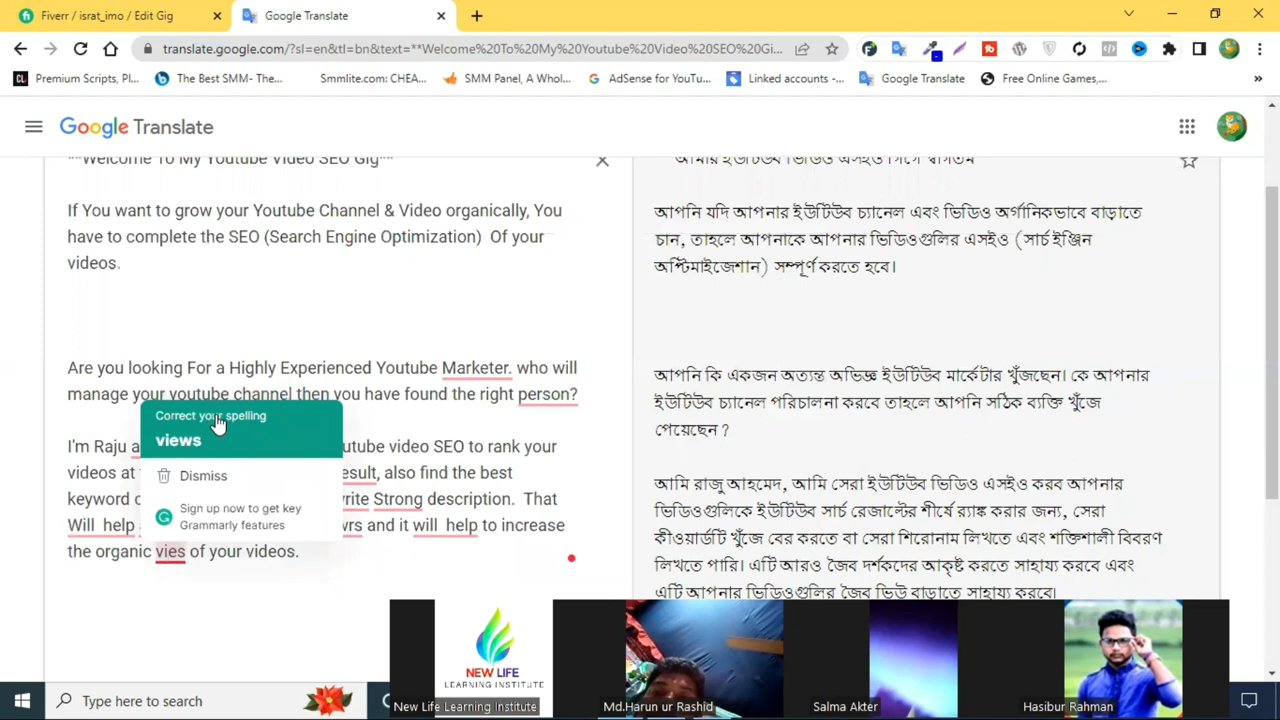 Fiverr / israt_imo / Edit Gig
Google Translate
translate.google.com/?sl=en&tl=bn&text=**Welcome%20To%20My%20Youtube%20Video%20SEO%20Gi...
Premium Scripts, Pl...
The Best SMM- The...
Smmlite.com: CHEA...
SMM Panel, A Whol...
AdSense for YouTu...
Linked accounts -...
Google Translate
Free Online Games,...
Google Translate
**Welcome To My Youtube Video SEO Gig**
If You want to grow your Youtube Channel & Video organically, You
have to complete the SEO (Search Engine Optimization) Of your
videos.
Are you looking For a Highly Experienced Youtube Marketer. who will
manage your youtube channel then you have found the right person?
Correct your spelling
views
Dismiss
Sign up now to get key
Grammarly features
I'm Raju a
utube video SEO to rank your
videos at
esult, also find the best
keyword
rite Strong description. That
Will help
wrs and it will help to increase
the organic vies of your videos.
আমার ইউটিউব ভিডিও এসইও গিগে স্বাগতম
আপনি যদি আপনার ইউটিউব চ্যানেল এবং ভিডিও অর্গানিকভাবে বাড়াতে
চান, তাহলে আপনাকে আপনার ভিডিওগুলির এসইও (সার্চ ইঞ্জিন
অপ্টিমাইজেশান) সম্পূর্ণ করতে হবে।
আপনি কি একজন অত্যন্ত অভিজ্ঞ ইউটিউব মার্কেটার খুঁজছেন। কে আপনার
ইউটিউব চ্যানেল পরিচালনা করবে তাহলে আপনি সঠিক ব্যক্তি খুঁজে
পেয়েছেন ?
আমি রাজু আহমেদ, আমি সেরা ইউটিউব ভিডিও এসইও করব আপনার
ভিডিওগুলিকে ইউটিউব সার্চ রেজাল্টের শীর্ষে র‌্যাঙ্ক করার জন্য, সেরা
কীওয়ার্ডটি খুঁজে বের করতে বা সেরা শিরোনাম লিখতে এবং শক্তিশালী বিবরণ
লিখতে পারি। এটি আরও জৈব দর্শকদের আকৃষ্ট করতে সাহায্য করবে এবং
এটি আপনার ভিডিওগুলির জৈব ভিউ বাড়াতে সাহায্য করবে।
NEW LIFE
LEARNING INSTITUTE
New Life Learning Institute
Md.Harun ur Rashid
Salma Akter
Hasibur Rahman
Type here to search